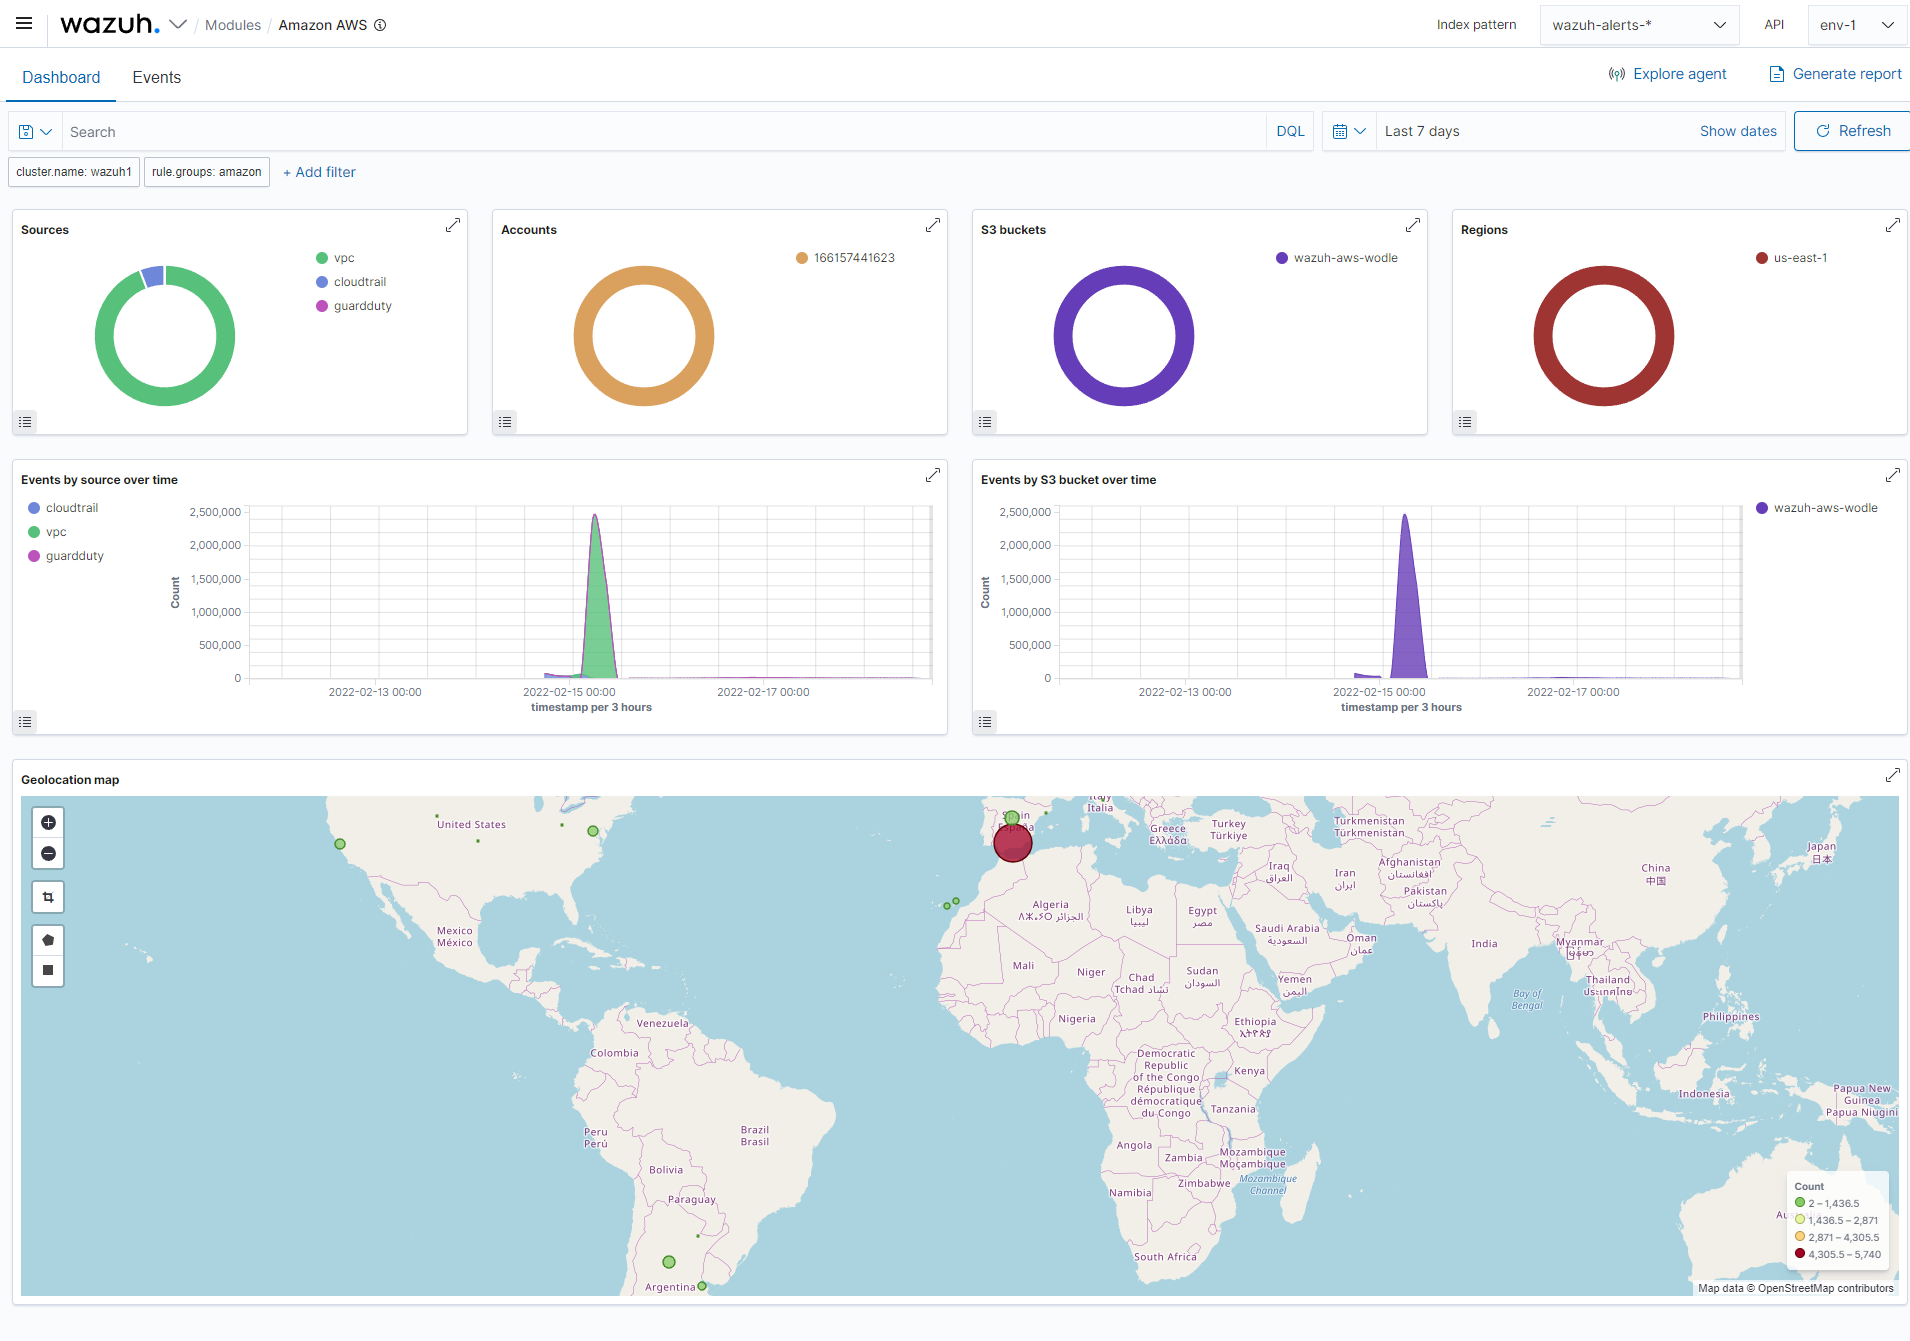 wazuh. / Modules / Amazon AWS
Index pattern
wazuh-alerts-*
API
env-1
Dashboard
Events
Explore agent
Generate report
Search
DQL
Last 7 days
Show dates
Refresh
cluster.name: wazuh1
rule.groups: amazon
+ Add filter
Sources
vpc
cloudtrail
guardduty
Accounts
166157441623
S3 buckets
wazuh-aws-wodle
Regions
us-east-1
Events by source over time
cloudtrail
vpc
guardduty
Count
2,500,000
2,000,000
1,500,000
1,000,000
500,000
0
2022-02-13 00:00
2022-02-15 00:00
2022-02-17 00:00
timestamp per 3 hours
Events by S3 bucket over time
Count
2,500,000
2,000,000
1,500,000
1,000,000
500,000
0
2022-02-13 00:00
2022-02-15 00:00
2022-02-17 00:00
timestamp per 3 hours
wazuh-aws-wodle
Geolocation map
United States
Mexico
México
Venezuela
Colombia
Peru
Perú
Brazil
Brasil
Bolivia
Paraguay
Argentina
Spain
España
Italy
Italia
Greece
Ελλάδα
Turkey
Türkiye
Turkmenistan
Türkmenistan
Iraq
العراق
Iran
ایران
Afghanistan
افغانستان
Pakistan
پاکستان
China
中国
Japan
日本
Algeria
الجزائر
Libya
ليبيا
Egypt
مصر
Saudi Arabia
السعودية
Oman
عمان
India
Myanmar
Mali
Niger
Chad
Tchad تشاد
Sudan
السودان
Yemen
اليمن
Bay of
Bengal
Thailand
ประเทศไทย
Philippines
Nigeria
Ethiopia
ኢትዮጵያ
Democratic
Republic
of the Congo
République
démocratique
du Congo
Kenya
Tanzania
Indonesia
Papua New
Guinea
Papua Niugini
Angola
Zambia
Mozambique
Moçambique
Mozambique
Channel
Zimbabwe
Namibia
South Africa
Count
2 – 1,436.5
1,436.5 – 2,871
2,871 – 4,305.5
4,305.5 – 5,740
Map data © OpenStreetMap contributors